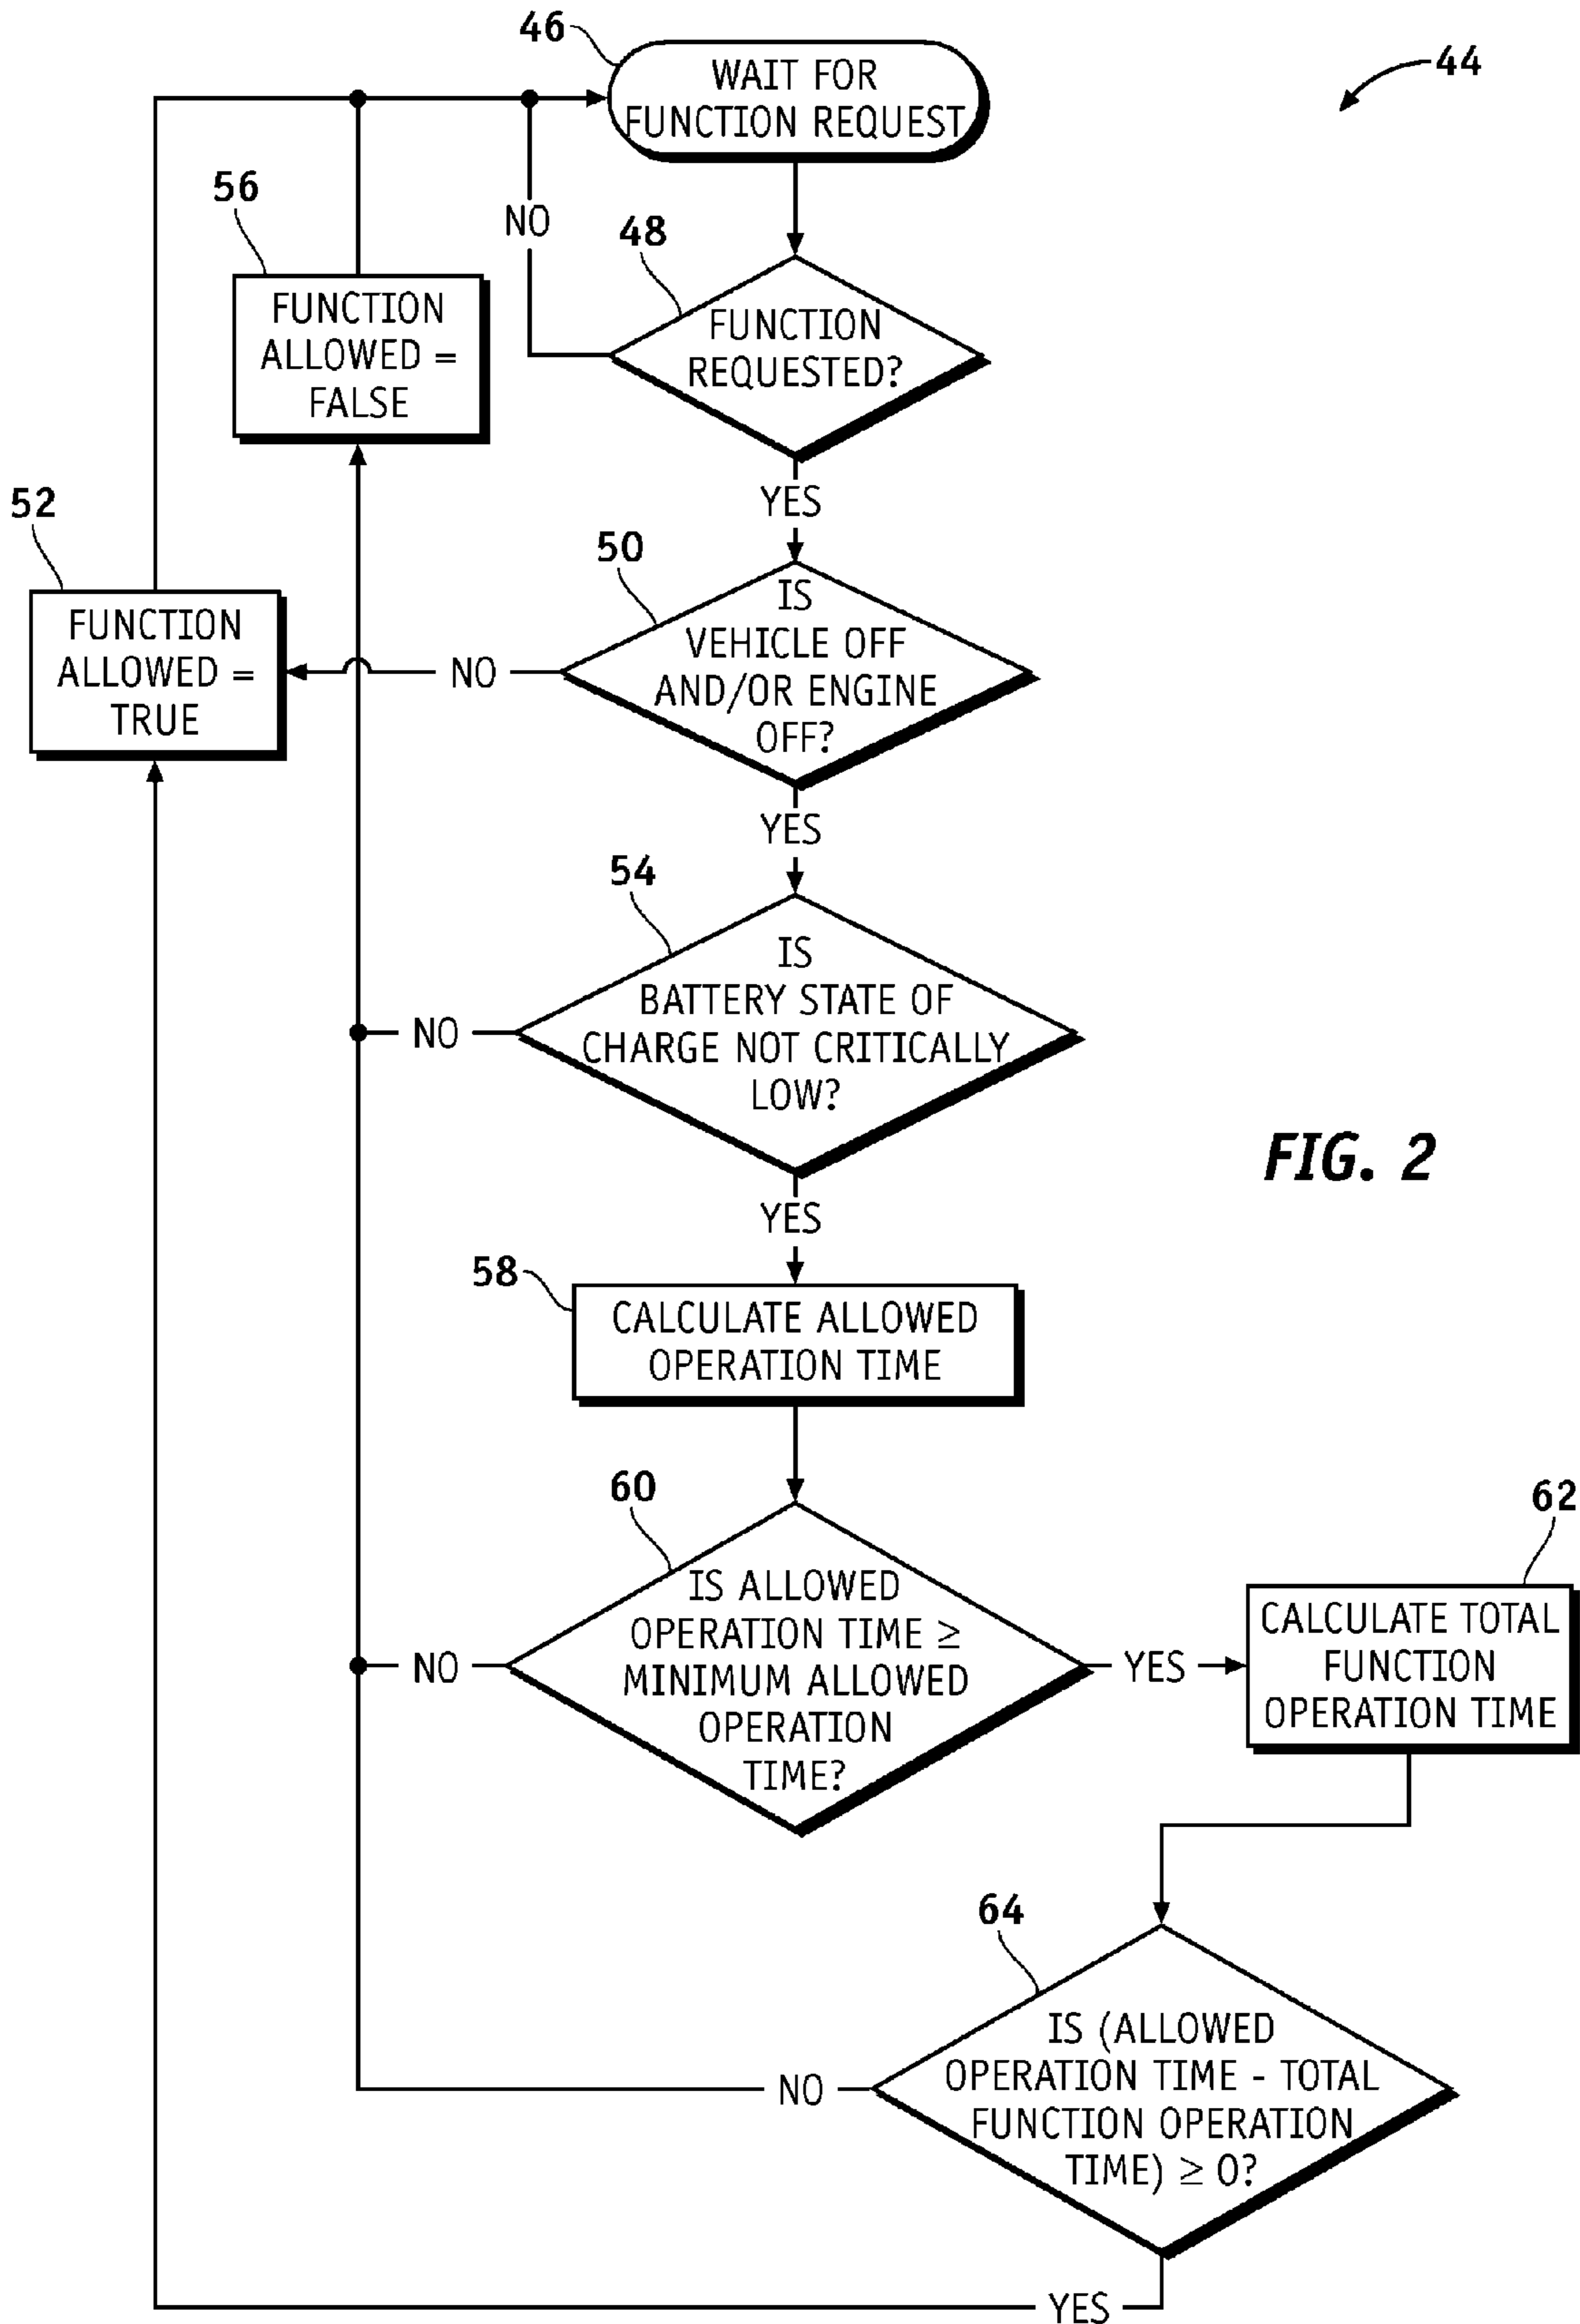 46
WAIT FOR
FUNCTION REQUEST
44
56
NO
48
FUNCTION
ALLOWED =
FALSE
FUNCTION
REQUESTED?
YES
52
50
FUNCTION
ALLOWED =
TRUE
NO
IS
VEHICLE OFF
AND/OR ENGINE
OFF?
YES
54
IS
BATTERY STATE OF
CHARGE NOT CRITICALLY
LOW?
NO
FIG. 2
YES
58
CALCULATE ALLOWED
OPERATION TIME
60
IS ALLOWED
OPERATION TIME ≥
MINIMUM ALLOWED
OPERATION
TIME?
NO
YES
62
CALCULATE TOTAL
FUNCTION
OPERATION TIME
64
IS (ALLOWED
OPERATION TIME - TOTAL
FUNCTION OPERATION
TIME) ≥ 0?
NO
YES